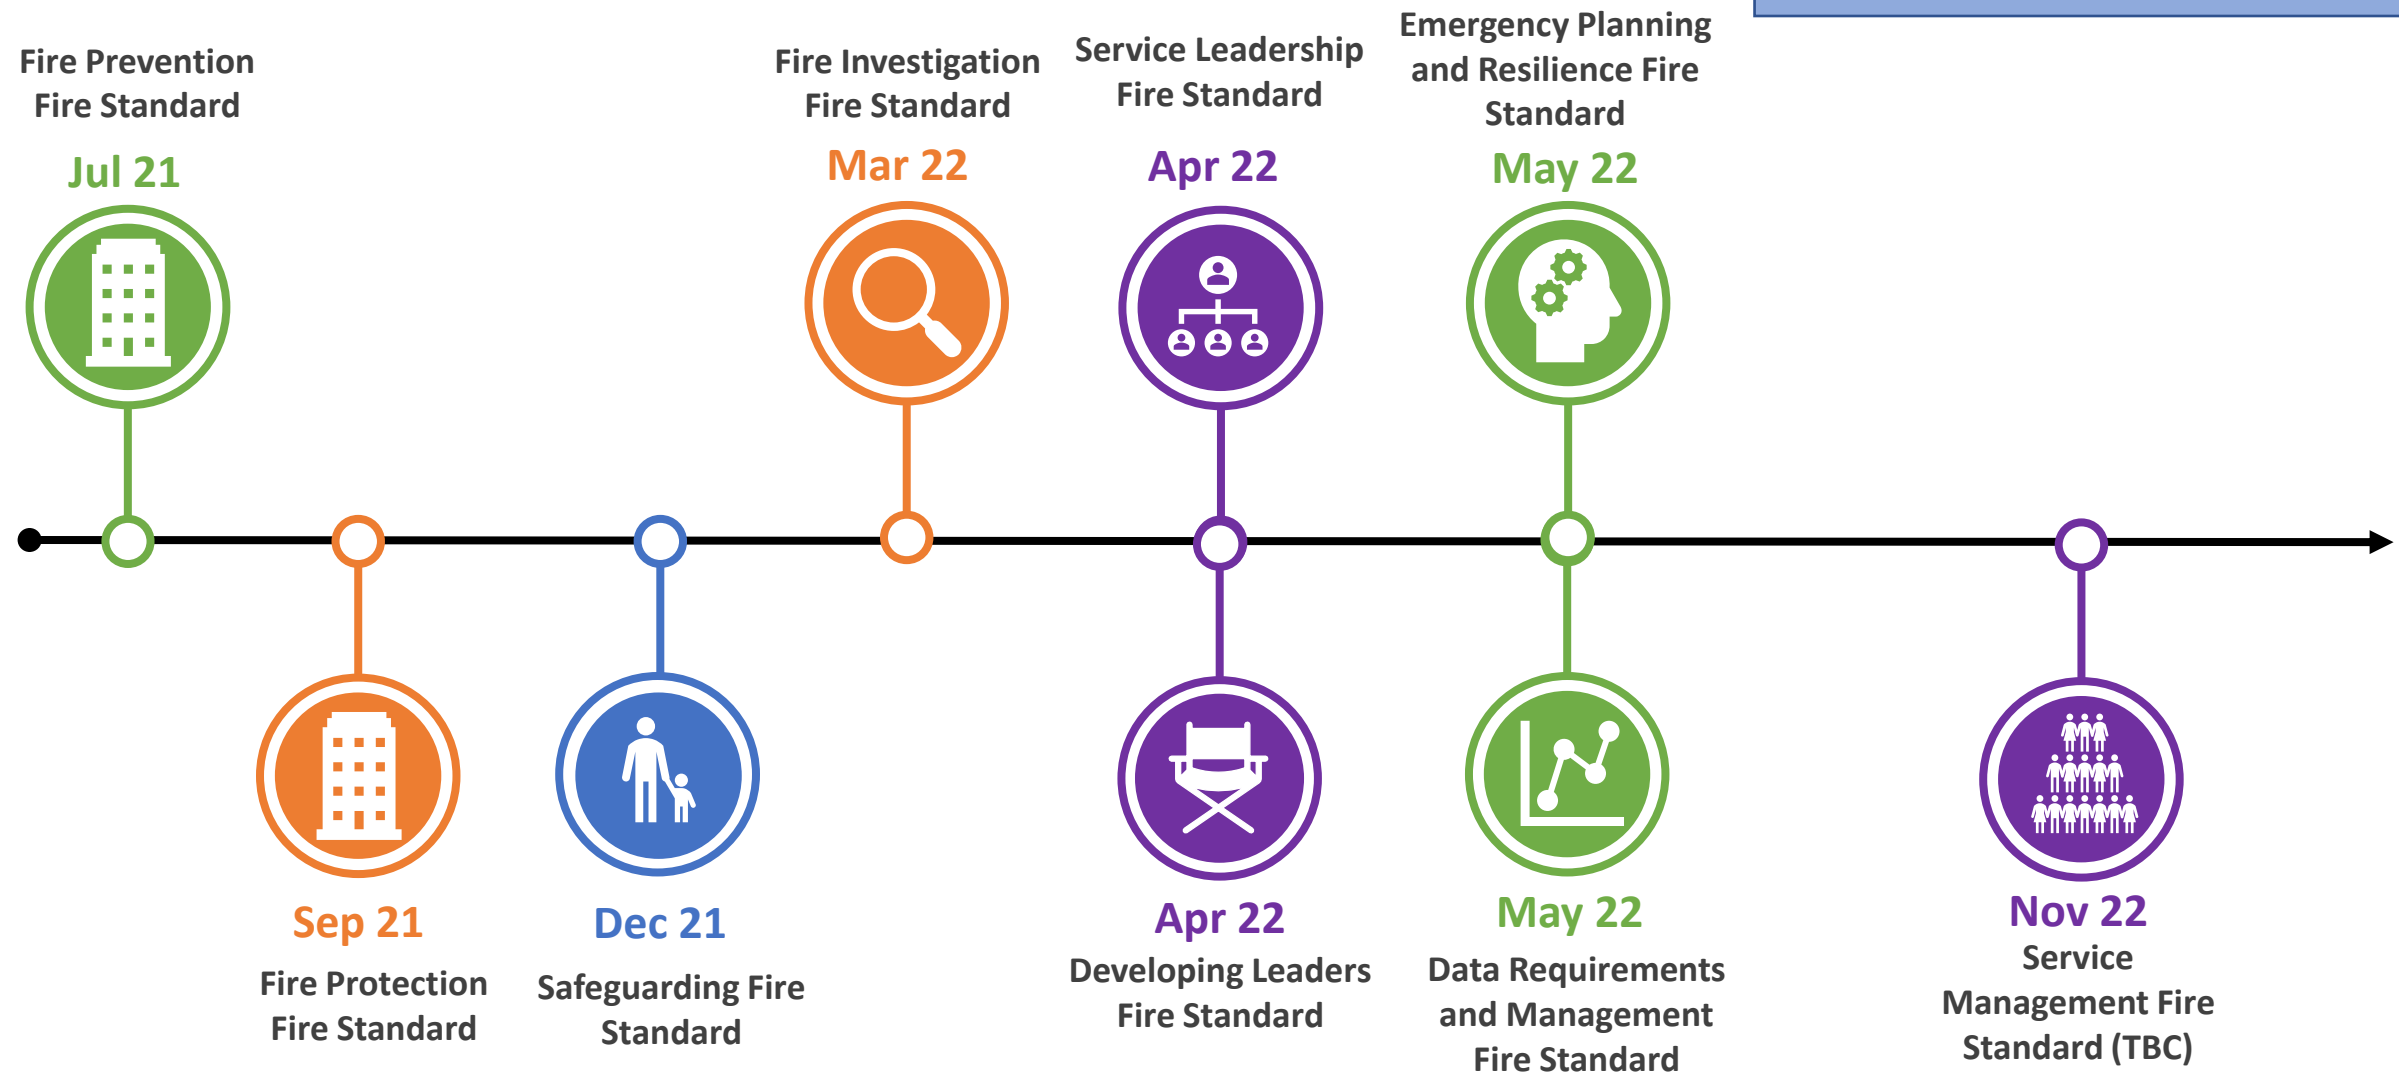 Fire Prevention
Fire Standard
Jul 21
Fire Investigation
Fire Standard
Mar 22
Service Leadership
Fire Standard
Apr 22
Emergency Planning
and Resilience Fire
Standard
May 22
Sep 21
Fire Protection
Fire Standard
Dec 21
Safeguarding Fire
Standard
Apr 22
Developing Leaders
Fire Standard
May 22
Data Requirements
and Management
Fire Standard
Nov 22
Service
Management Fire
Standard (TBC)